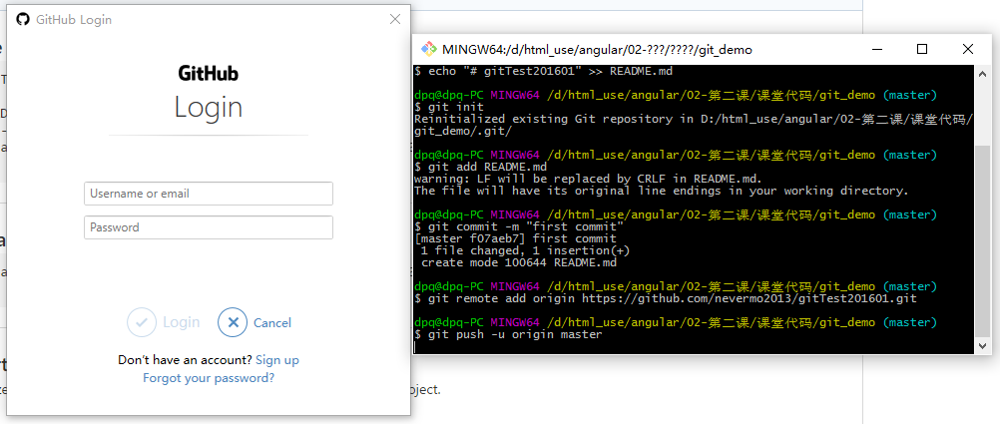 GitHub Login
GitHub
Login
Username or email
Password
Login
Cancel
Don't have an account? Sign up
Forgot your password?
MINGW64:/d/html_use/angular/02-???/????/git_demo
$ echo "# gitTest201601" >> README.md
dpq@dpq-PC MINGW64 /d/html_use/angular/02-第二课/课堂代码/git_demo (master)
$ git init
Reinitialized existing Git repository in D:/html_use/angular/02-第二课/课堂代码/
git_demo/.git/
dpq@dpq-PC MINGW64 /d/html_use/angular/02-第二课/课堂代码/git_demo (master)
$ git add README.md
warning: LF will be replaced by CRLF in README.md.
The file will have its original line endings in your working directory.
dpq@dpq-PC MINGW64 /d/html_use/angular/02-第二课/课堂代码/git_demo (master)
$ git commit -m "first commit"
[master f07aeb7] first commit
1 file changed, 1 insertion(+)
create mode 100644 README.md
dpq@dpq-PC MINGW64 /d/html_use/angular/02-第二课/课堂代码/git_demo (master)
$ git remote add origin https://github.com/nevermo2013/gitTest201601.git
dpq@dpq-PC MINGW64 /d/html_use/angular/02-第二课/课堂代码/git_demo (master)
$ git push -u origin master
oject.